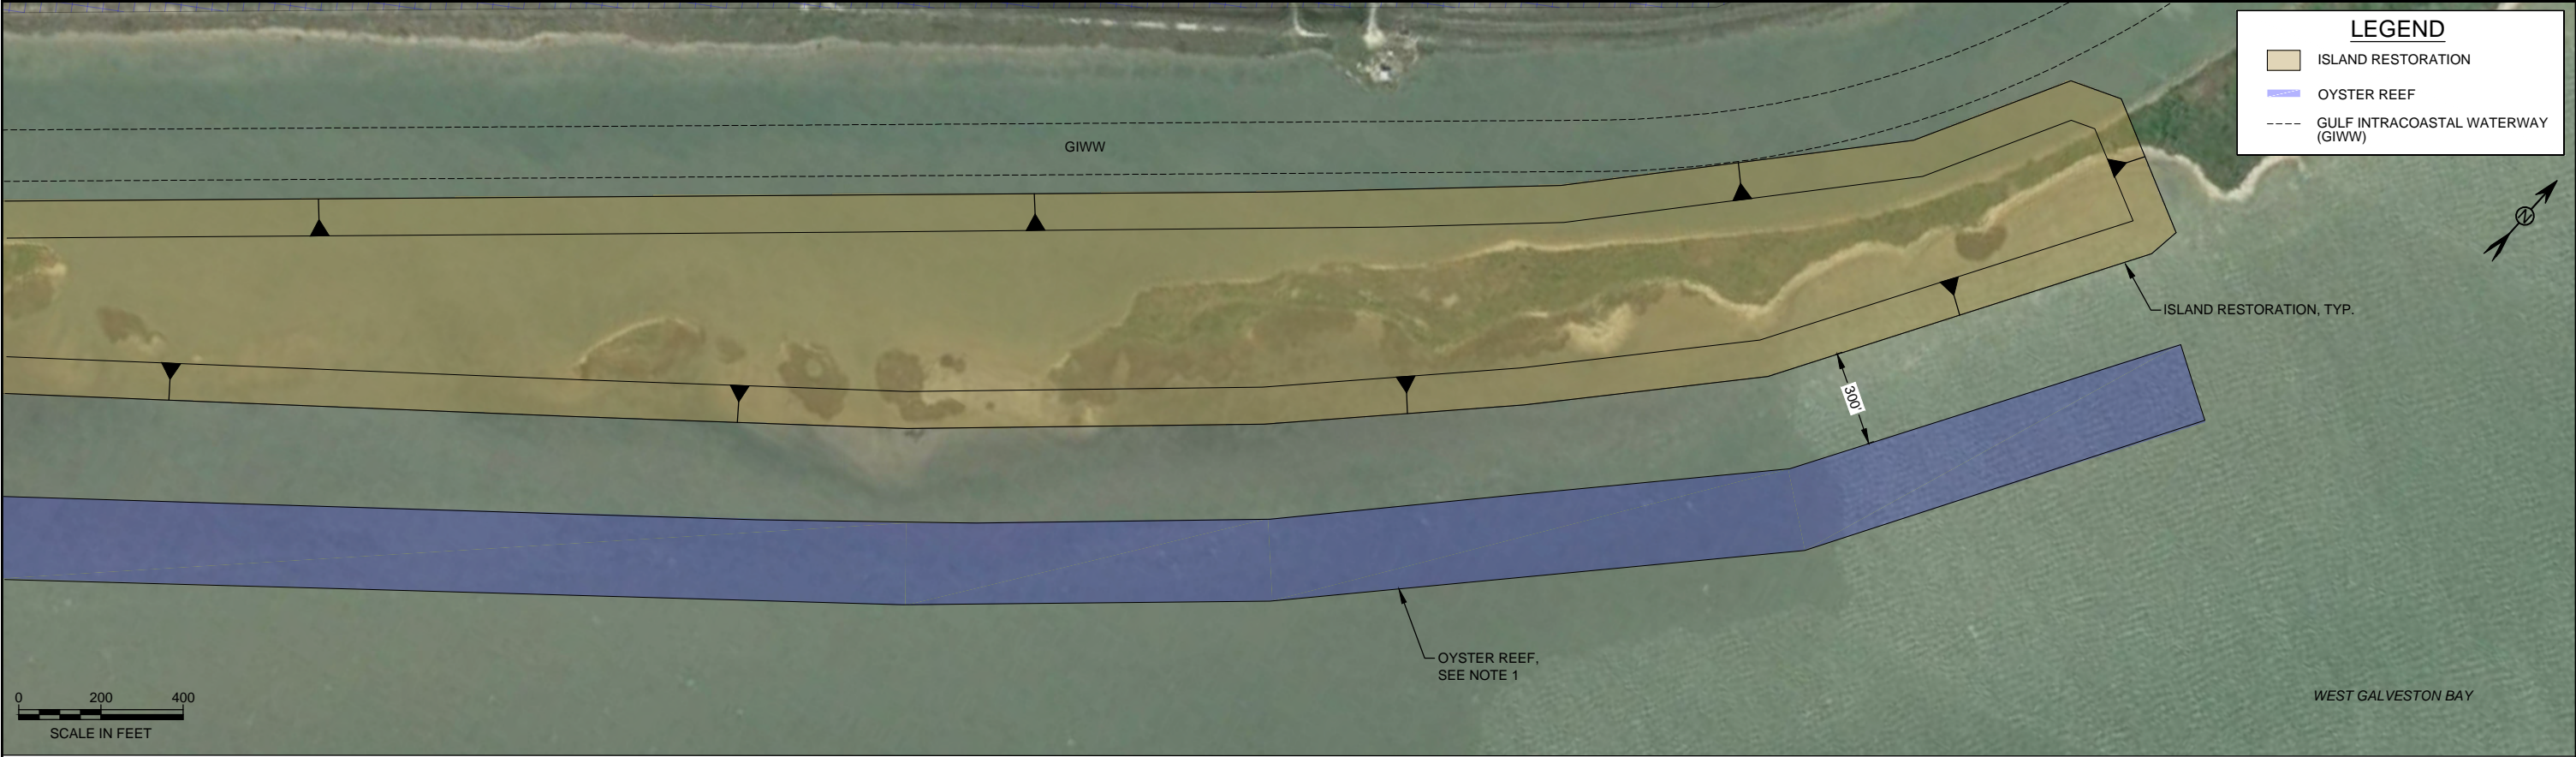 LEGEND
ISLAND RESTORATION
OYSTER REEF
GULF INTRACOASTAL WATERWAY
(GIWW)
GIWW
N
ISLAND RESTORATION, TYP.
300'
OYSTER REEF,
SEE NOTE 1
0 200 400
SCALE IN FEET
WEST GALVESTON BAY